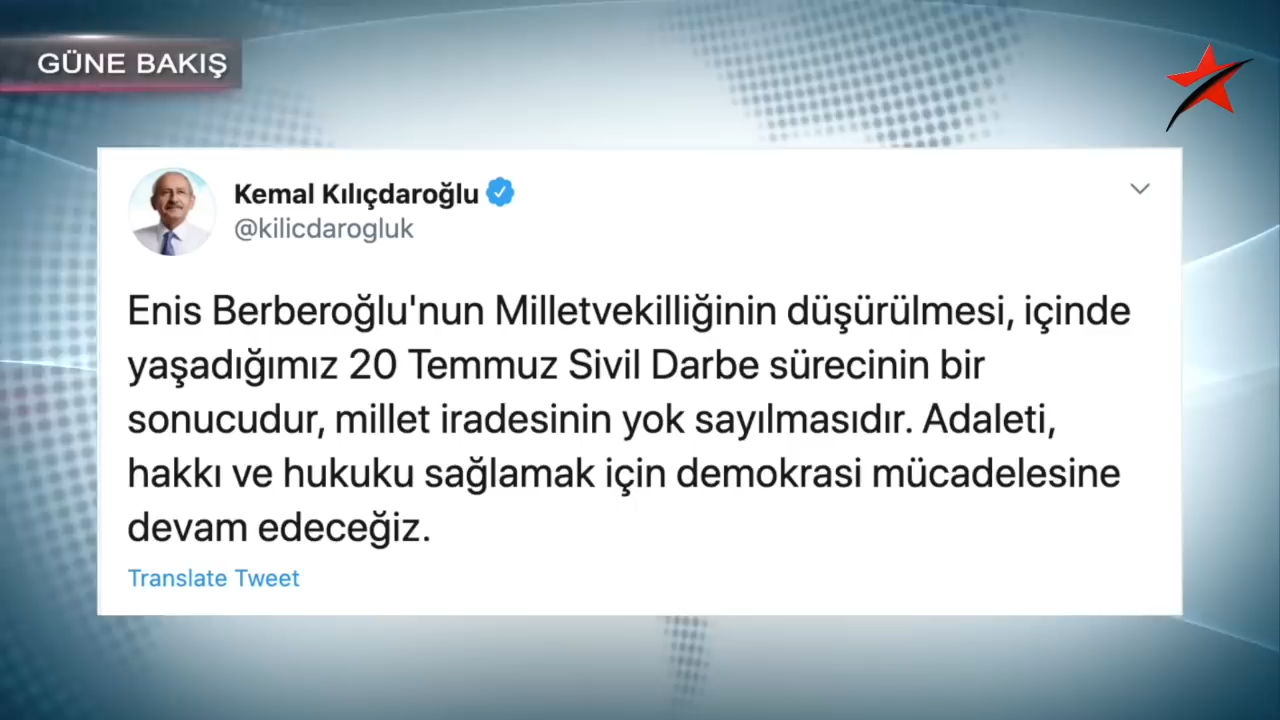 GÜNE BAKIŞ
Kemal Kılıçdaroğlu
@kilicdarogluk
Enis Berberoğlu'nun Milletvekilliğinin düşürülmesi, içinde
yaşadığımız 20 Temmuz Sivil Darbe sürecinin bir
sonucudur, millet iradesinin yok sayılmasıdır. Adaleti,
hakkı ve hukuku sağlamak için demokrasi mücadelesine
devam edeceğiz.
Translate Tweet